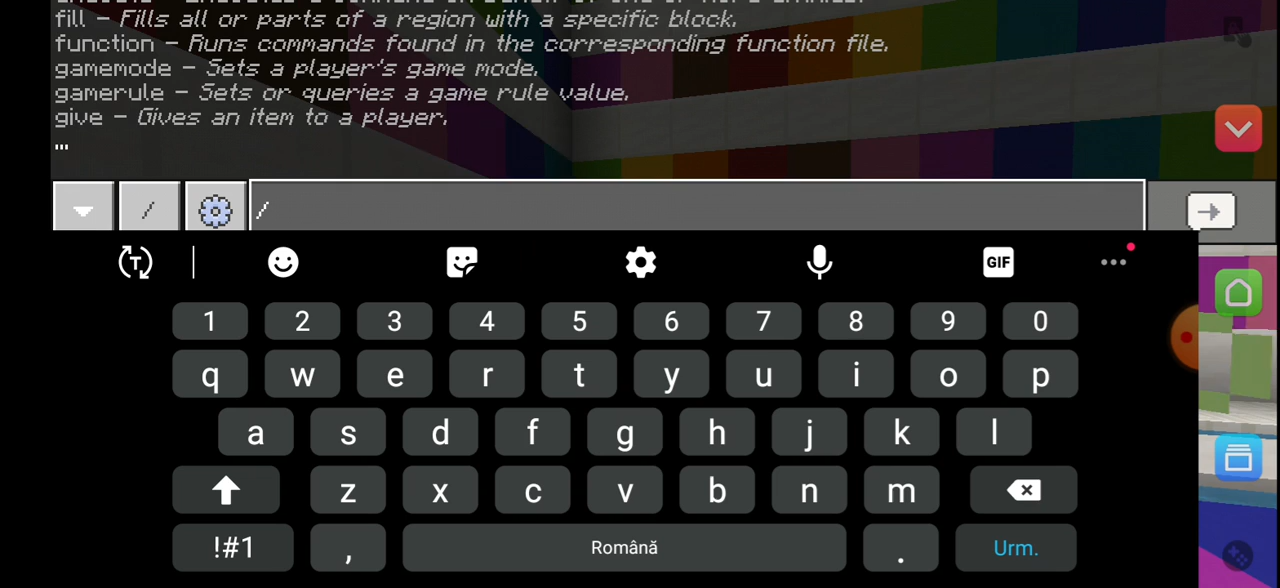 fill – Fills all or parts of a region with a specific block.
function – Runs commands found in the corresponding function file.
gamemode – Sets a player's game mode.
gamerule – Sets or queries a game rule value.
give – Gives an item to a player.
...
/ /
T GIF
1 2 3 4 5 6 7 8 9 0
q w e r t y u i o p
a s d f g h j k l
z x c v b n m
!#1 , Română . Urm.